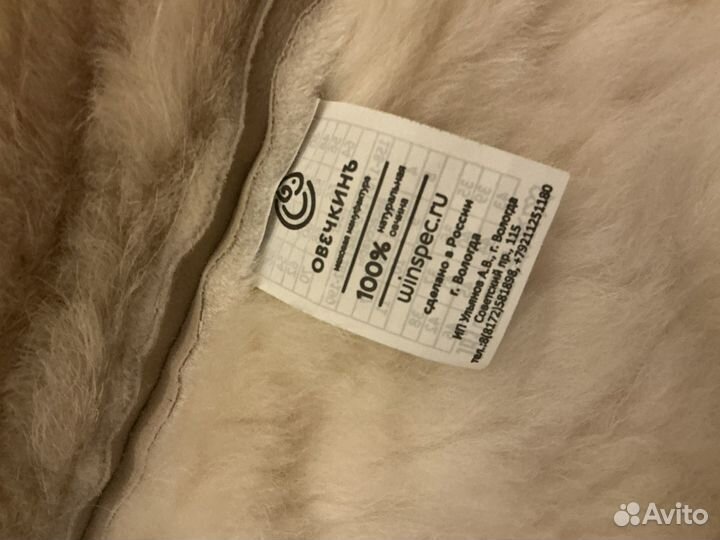 ОВЕЧКИНЪ
меховая мануфактура
100% натуральная
овчина
winspec.ru
сделано в России
г. Вологда
ИП Ульянов А.В., г. Вологда
Советский пр., 115
тел.:8(8172)581898, +79211251180
Avito